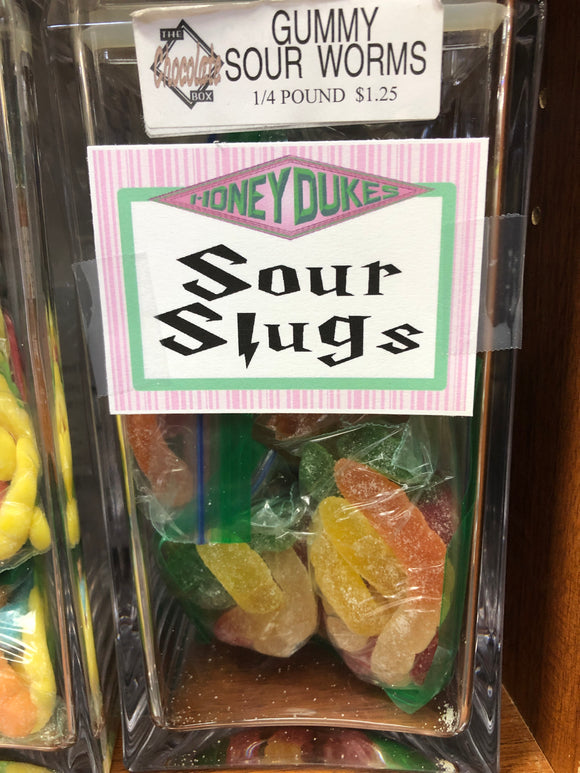 THE
Chocolate
BOX
GUMMY
SOUR WORMS
1/4 POUND $1.25
HONEYDUKES
Sour
Slugs